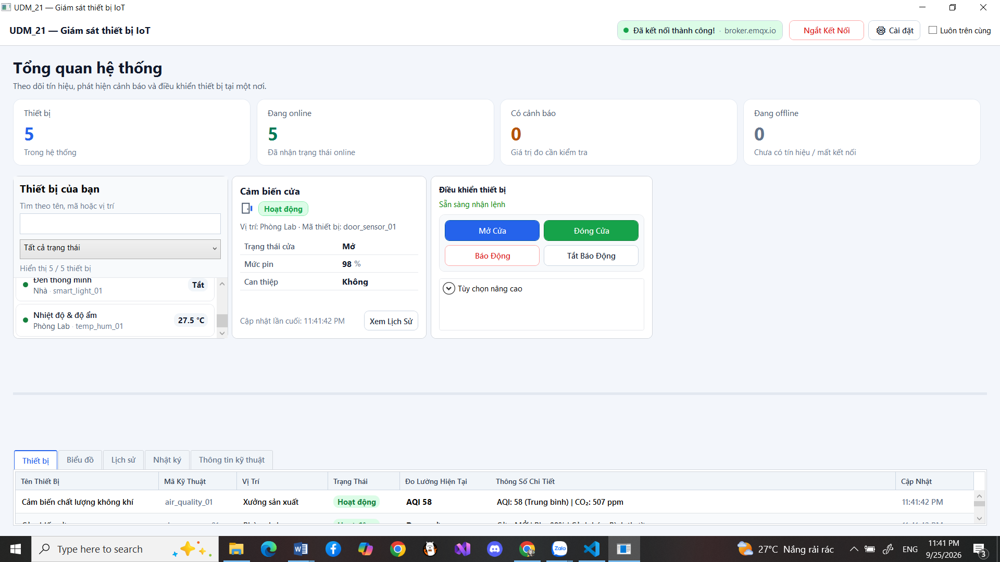 UDM_21 — Giám sát thiết bị IoT
UDM_21 — Giám sát thiết bị IoT
Đã kết nối thành công! · broker.emqx.io
Ngắt Kết Nối
Cài đặt
Luôn trên cùng
Tổng quan hệ thống
Theo dõi tín hiệu, phát hiện cảnh báo và điều khiển thiết bị tại một nơi.
Thiết bị
5
Trong hệ thống
Đang online
5
Đã nhận trạng thái online
Có cảnh báo
0
Giá trị đo cần kiểm tra
Đang offline
0
Chưa có tín hiệu / mất kết nối
Thiết bị của bạn
Tìm theo tên, mã hoặc vị trí
Tất cả trạng thái
Hiển thị 5 / 5 thiết bị
Đèn thông minh
Nhà · smart_light_01
Tắt
Nhiệt độ & độ ẩm
Phòng Lab · temp_hum_01
27.5 °C
Cảm biến cửa
Hoạt động
Vị trí: Phòng Lab · Mã thiết bị: door_sensor_01
Trạng thái cửa Mở
Mức pin 98 %
Can thiệp Không
Cập nhật lần cuối: 11:41:42 PM
Xem Lịch Sử
Điều khiển thiết bị
Sẵn sàng nhận lệnh
Mở Cửa
Đóng Cửa
Báo Động
Tắt Báo Động
Tùy chọn nâng cao
Thiết bị Biểu đồ Lịch sử Nhật ký Thông tin kỹ thuật
Tên Thiết Bị Mã Kỹ Thuật Vị Trí Trạng Thái Đo Lường Hiện Tại Thông Số Chi Tiết Cập Nhật
Cảm biến chất lượng không khí air_quality_01 Xưởng sản xuất Hoạt động AQI 58 AQI: 58 (Trung bình) | CO₂: 507 ppm 11:41:42 PM
Type here to search
27°C Nắng rải rác
ENG
11:41 PM
9/25/2026
3